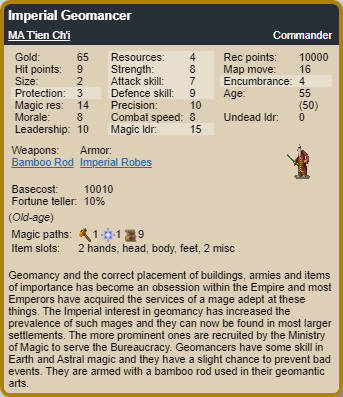 Imperial Geomancer
MA T'ien Ch'i Commander
Gold: 65 Resources: 4 Rec points: 10000
Hit points: 9 Strength: 8 Map move: 16
Size: 2 Attack skill: 7 Encumbrance: 4
Protection: 3 Defence skill: 9 Age: 55
Magic res: 14 Precision: 10 (50)
Morale: 8 Combat speed: 8 Undead ldr: 0
Leadership: 10 Magic ldr: 15
Weapons: Armor:
Bamboo Rod Imperial Robes
Basecost: 10010
Fortune teller: 10%
(Old-age)
Magic paths: 1 1 9
Item slots: 2 hands, head, body, feet, 2 misc
Geomancy and the correct placement of buildings, armies and items
of importance has become an obsession within the Empire and most
Emperors have acquired the services of a mage adept at these
things. The Imperial interest in geomancy has increased the
prevalence of such mages and they can now be found in most larger
settlements. The more prominent ones are recruited by the Ministry
of Magic to serve the Bureaucracy. Geomancers have some skill in
Earth and Astral magic and they have a slight chance to prevent bad
events. They are armed with a bamboo rod used in their geomantic
arts.